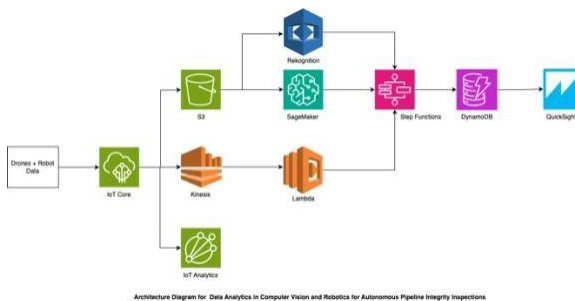 Rekognition
S3
SageMaker
Step Functions
DynamoDB
QuickSight
Drones + Robot
Data
IoT Core
Kinesis
Lambda
IoT Analytics
Architecture Diagram for Data Analytics in Computer Vision and Robotics for Autonomous Pipeline Integrity Inspections